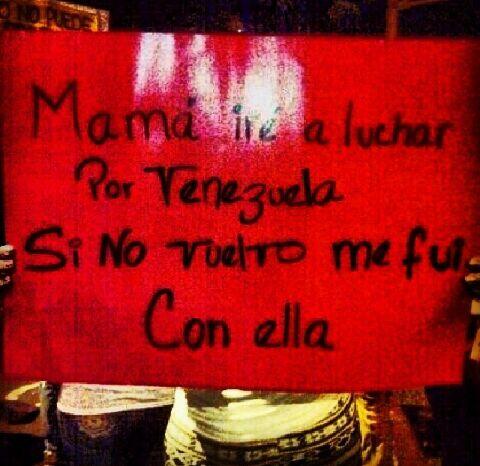 O NO PUEDE
Mamá iré a luchar
Por Venezuela
Si No vuelvo me fui
Con ella